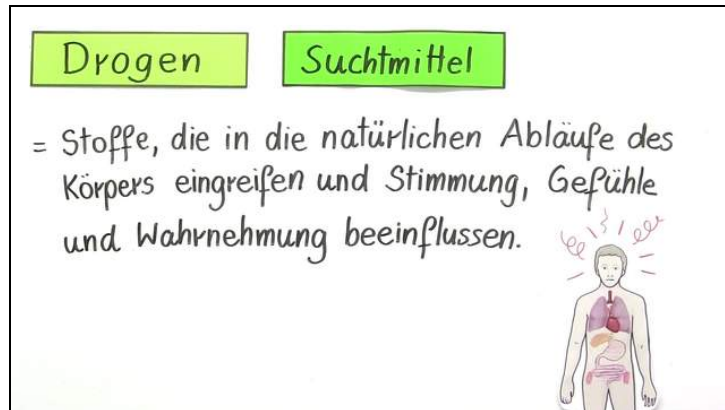 Drogen Suchtmittel
= Stoffe, die in die natürlichen Abläufe des
Körpers eingreifen und Stimmung, Gefühle
und Wahrnehmung beeinflussen.